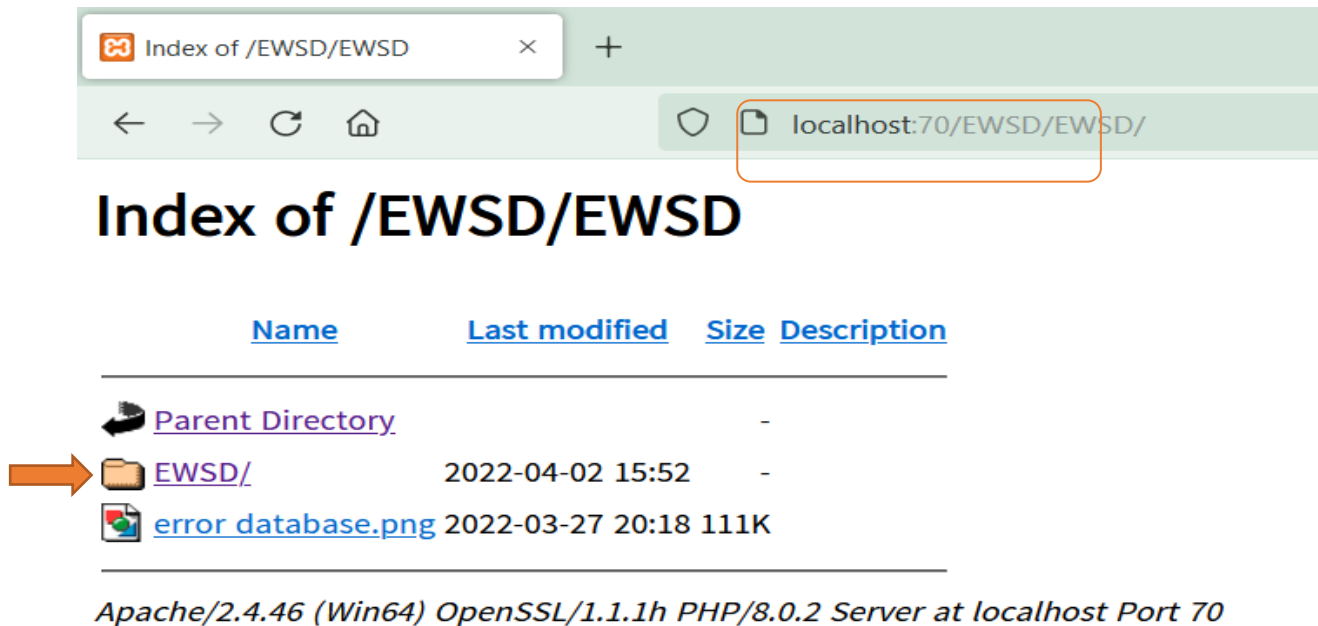 Index of /EWSD/EWSD
localhost:70/EWSD/EWSD/
Index of /EWSD/EWSD
Name Last modified Size Description
Parent Directory -
EWSD/ 2022-04-02 15:52 -
error database.png 2022-03-27 20:18 111K
Apache/2.4.46 (Win64) OpenSSL/1.1.1h PHP/8.0.2 Server at localhost Port 70